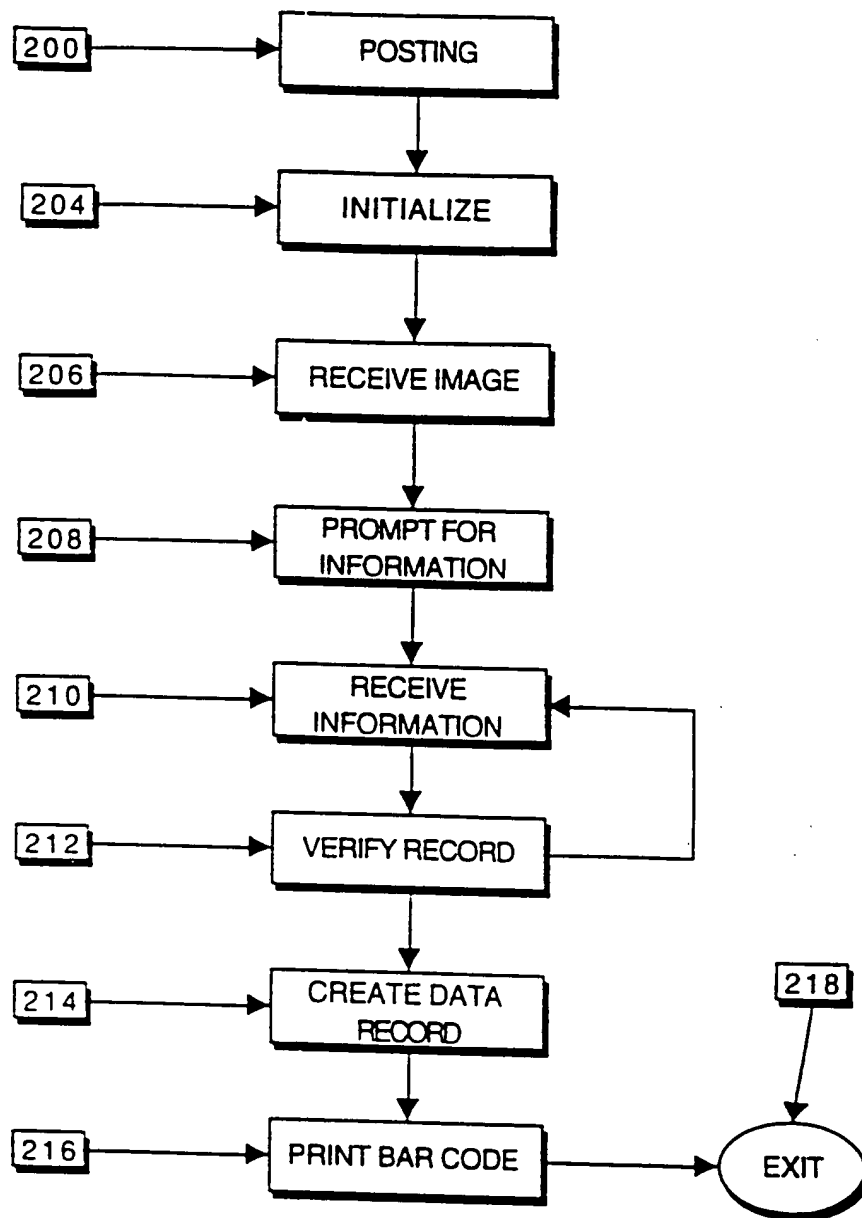 200
POSTING
204
INITIALIZE
206
RECEIVE IMAGE
208
PROMPT FOR
INFORMATION
210
RECEIVE
INFORMATION
212
VERIFY RECORD
214
CREATE DATA
RECORD
218
216
PRINT BAR CODE
EXIT